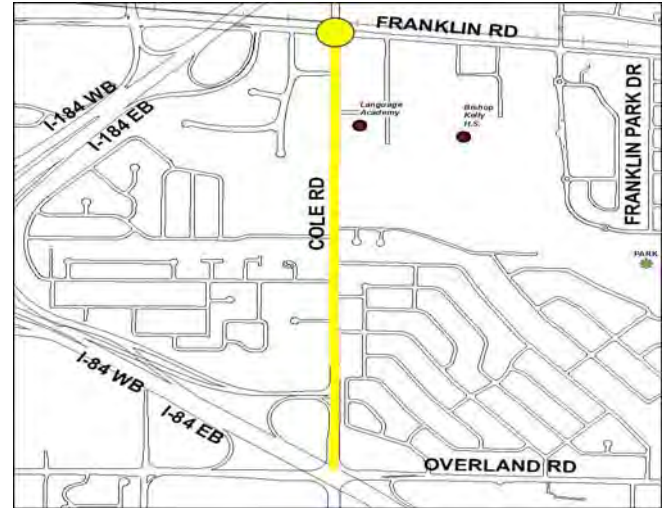 FRANKLIN RD
I-184 WB
I-184 EB
Language
Academy
Bishop
Kelly
H.S.
FRANKLIN PARK DR
COLE RD
PARK
I-84 WB
I-84 EB
OVERLAND RD